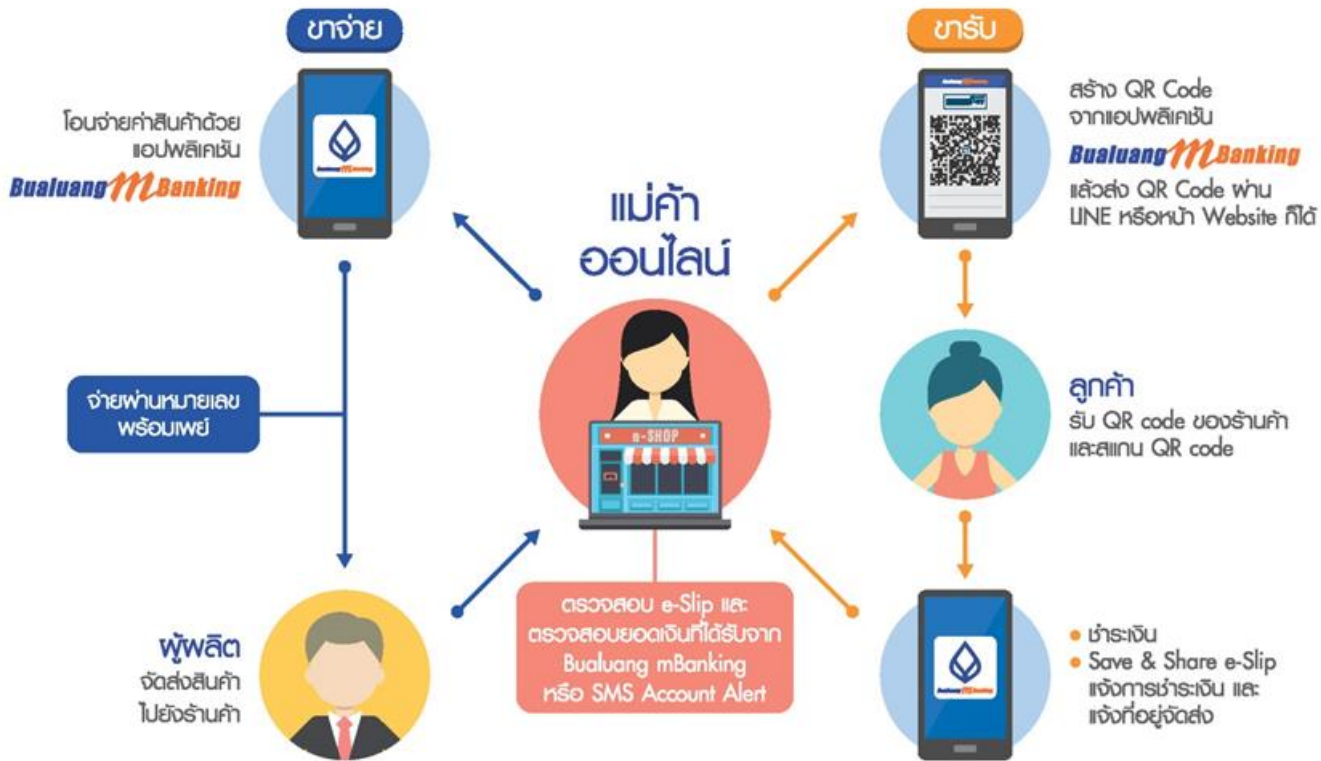 ขาจ่าย
โอนจ่ายค่าสินค้าด้วย
แอปพลิเคชัน
Bualuang mBanking
Bualuang mBanking
จ่ายผ่านหมายเลข
พร้อมเพย์
ผู้ผลิต
จัดส่งสินค้า
ไปยังร้านค้า
แม่ค้า
ออนไลน์
e-SHOP
ตรวจสอบ e-Slip และ
ตรวจสอบยอดเงินที่ได้รับจาก
Bualuang mBanking
หรือ SMS Account Alert
ขารับ
Bualuang mBanking
สร้าง QR Code
จากแอปพลิเคชัน
Bualuang mBanking
แล้วส่ง QR Code ผ่าน
LINE หรือหน้า Website ก็ได้
ลูกค้า
รับ QR code ของร้านค้า
และสแกน QR code
Bualuang mBanking
ชำระเงิน
Save & Share e-Slip
แจ้งการชำระเงิน และ
แจ้งที่อยู่จัดส่ง